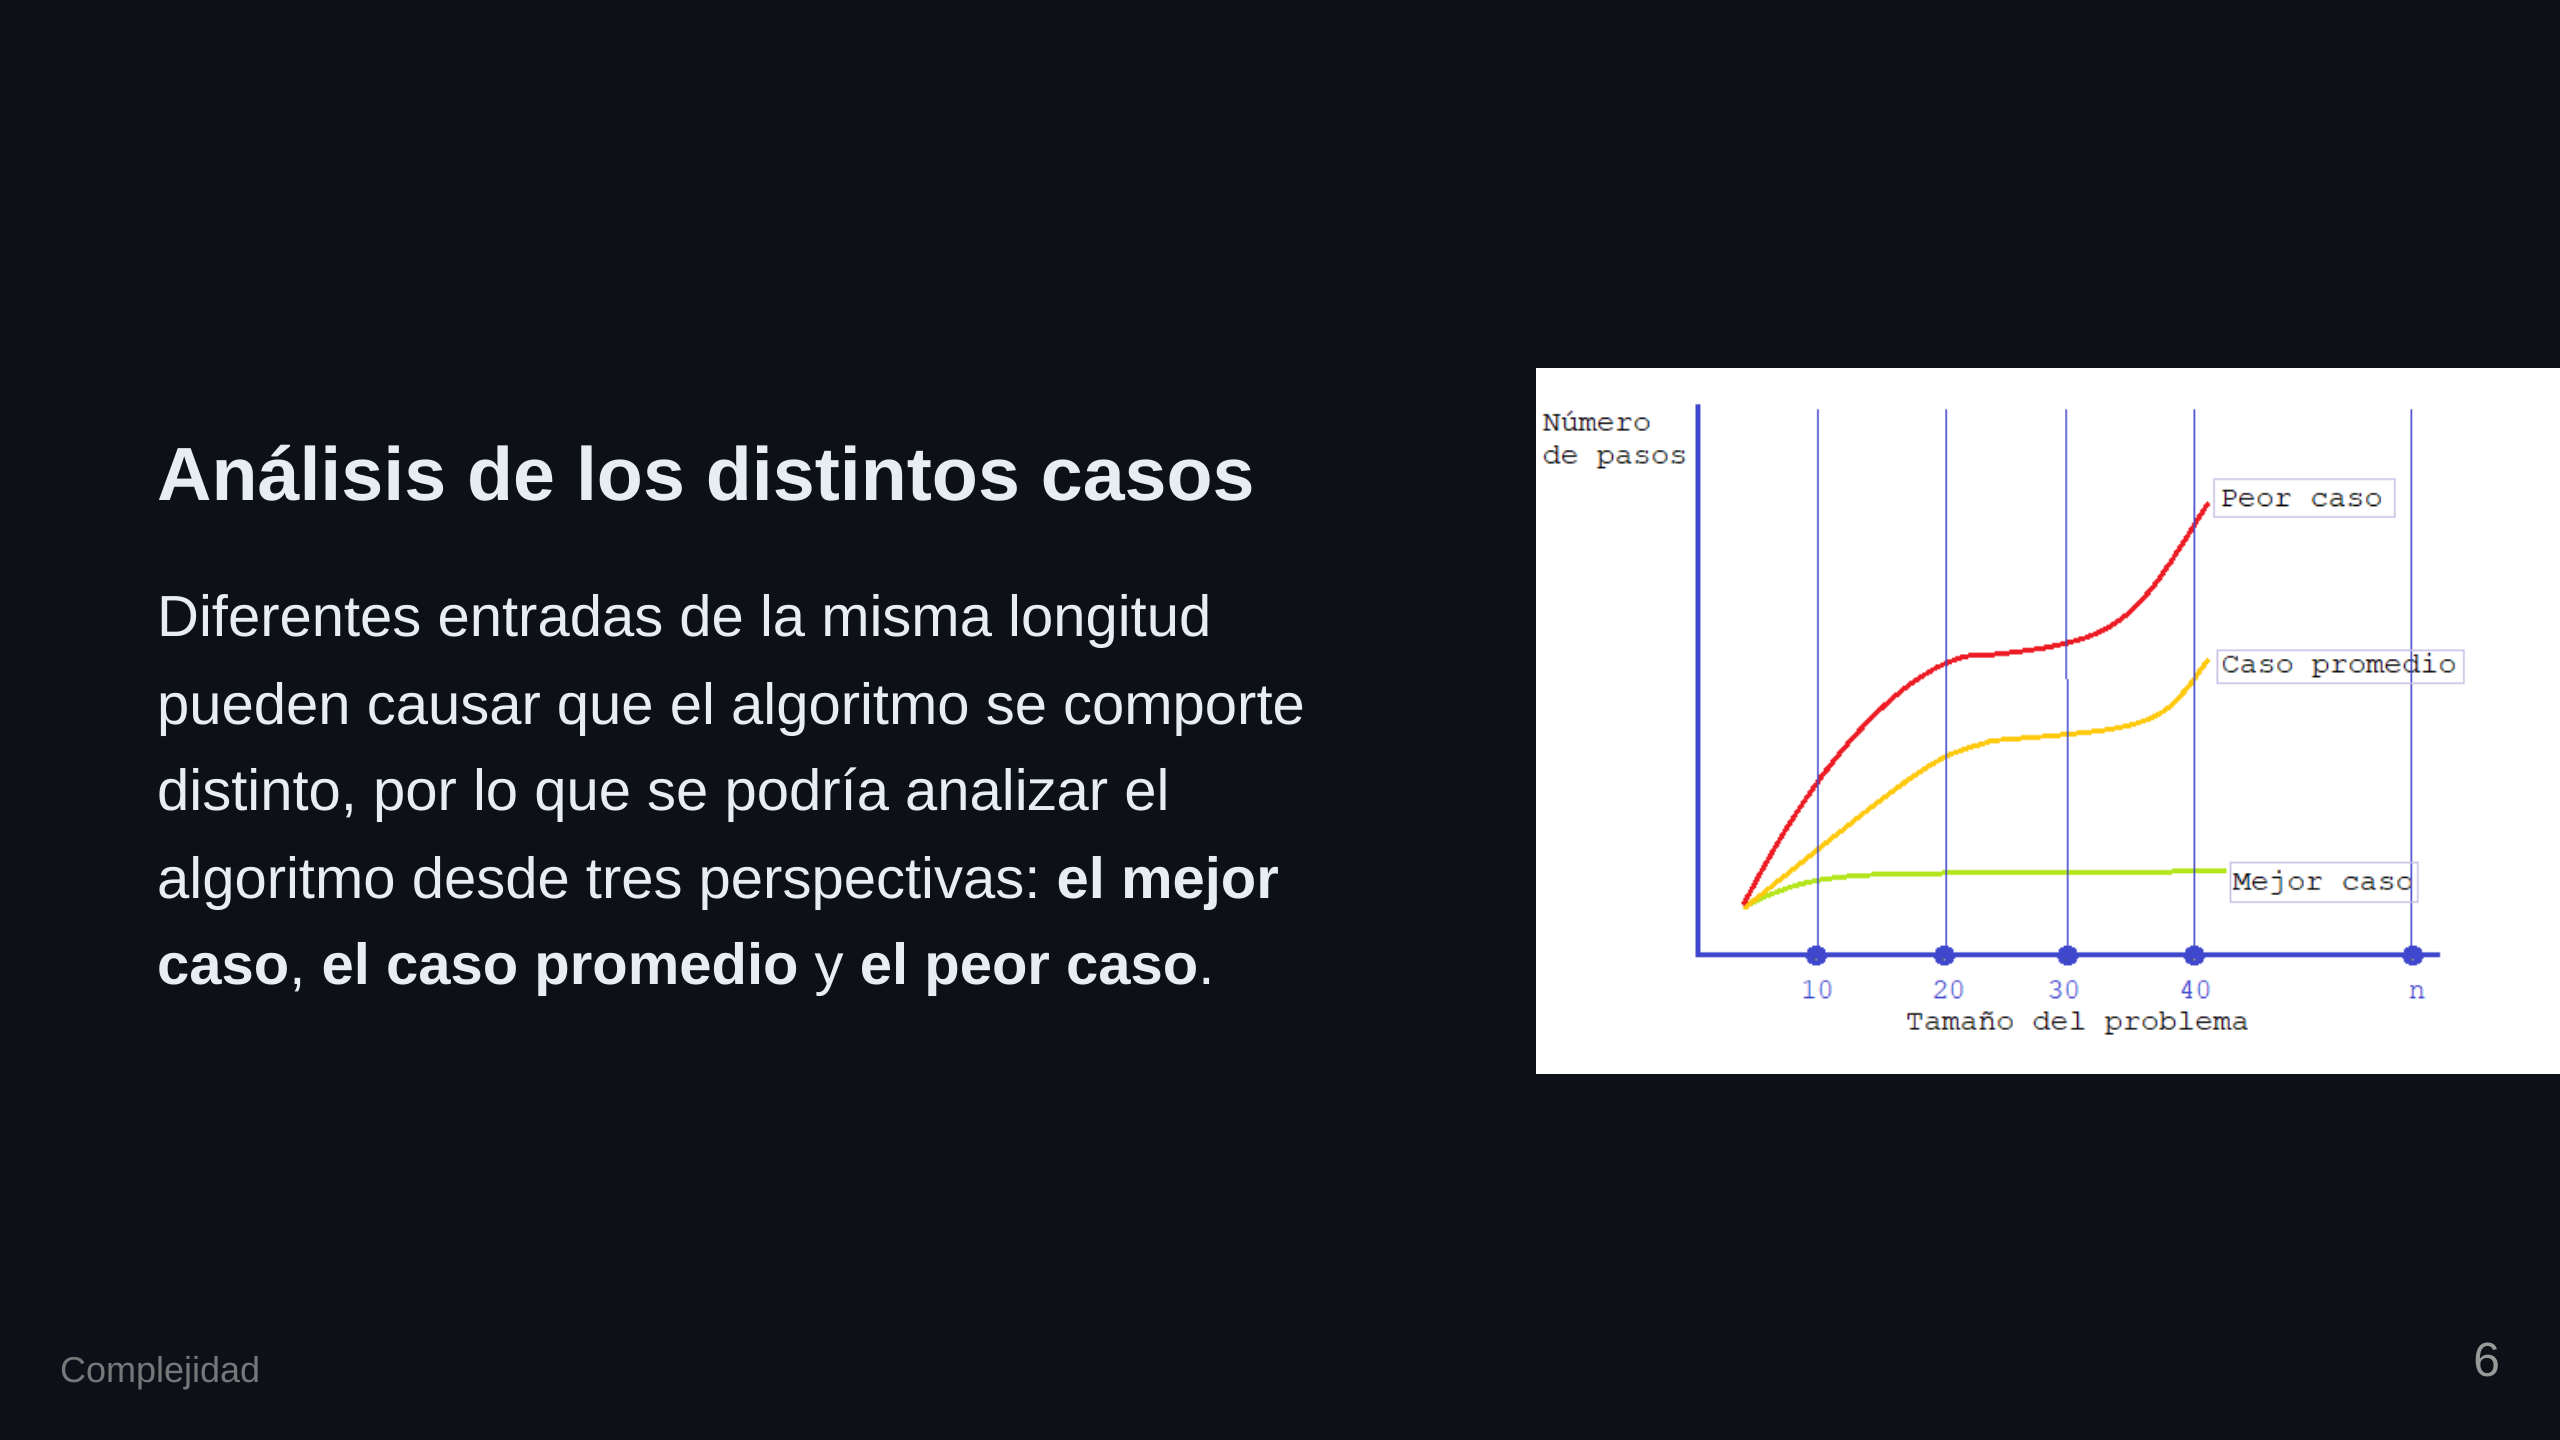 Análisis de los distintos casos
Diferentes entradas de la misma longitud
pueden causar que el algoritmo se comporte
distinto, por lo que se podría analizar el
algoritmo desde tres perspectivas: el mejor
caso, el caso promedio y el peor caso.
Número
de pasos
Peor caso
Caso promedio
Mejor caso
10 20 30 40 n
Tamaño del problema
Complejidad
6